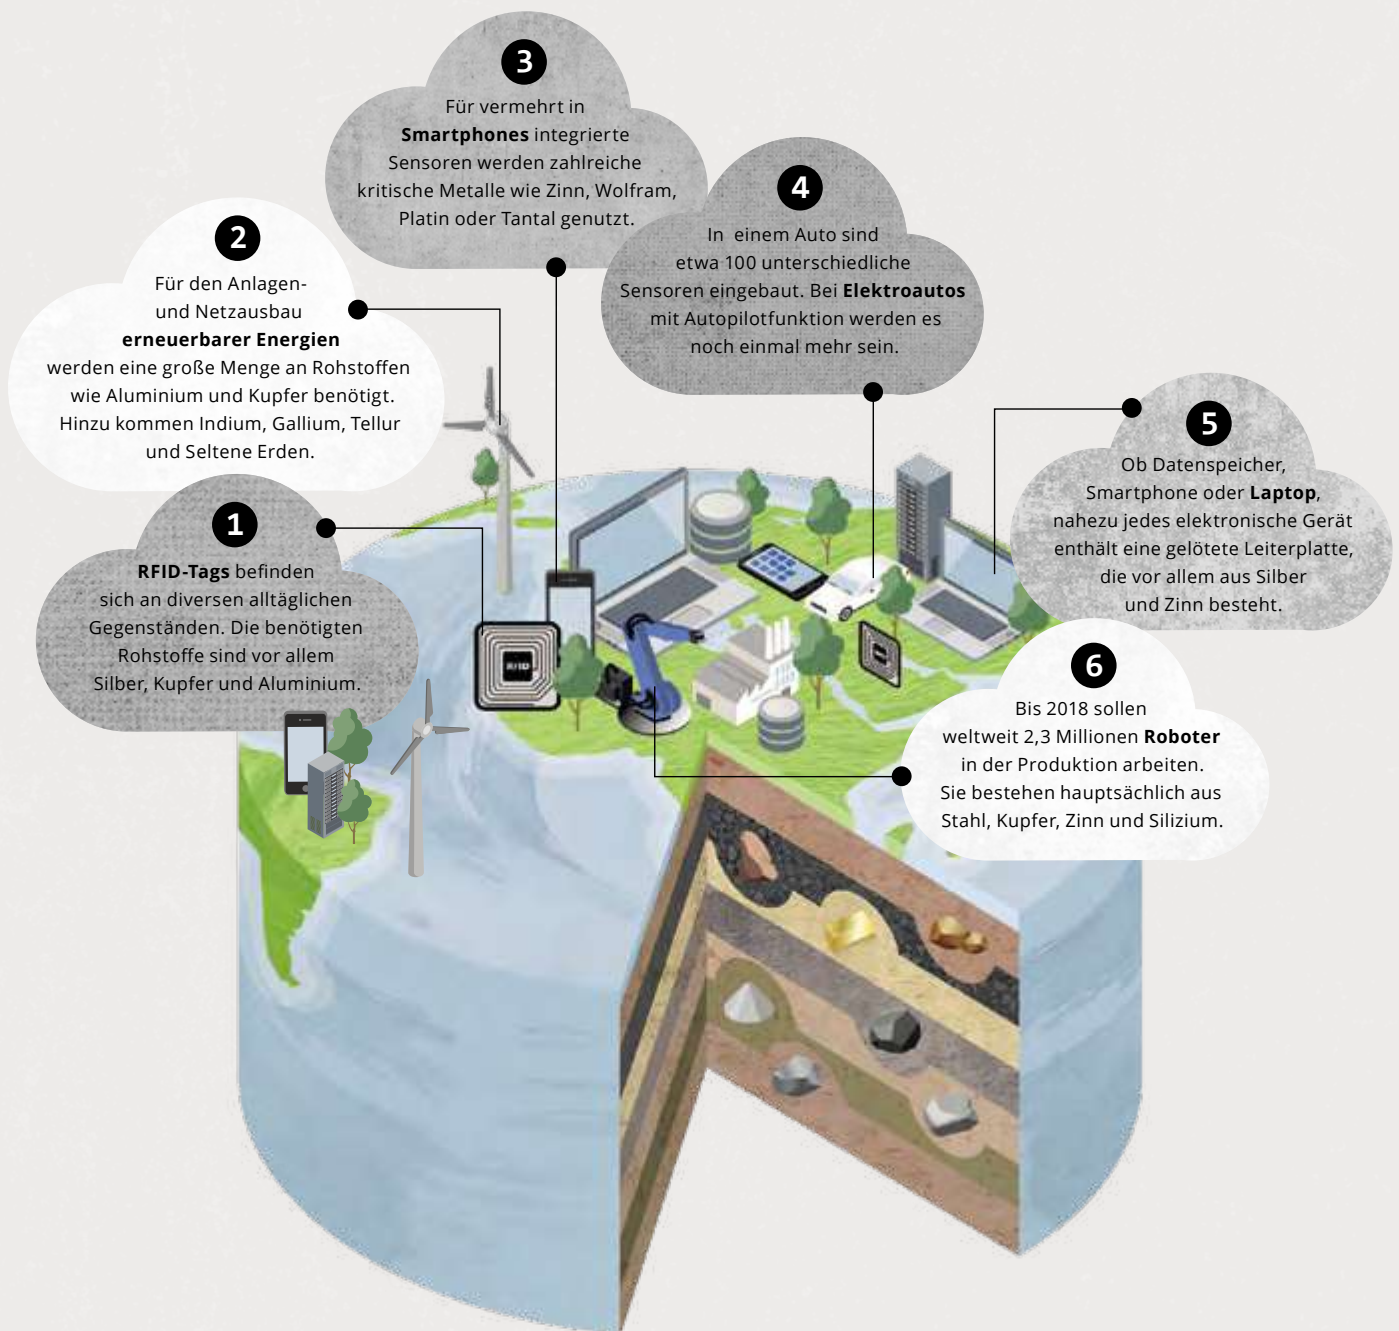 1
RFID-Tags befinden
sich an diversen alltäglichen
Gegenständen. Die benötigten
Rohstoffe sind vor allem
Silber, Kupfer und Aluminium.
2
Für den Anlagen-
und Netzausbau
erneuerbarer Energien
werden eine große Menge an Rohstoffen
wie Aluminium und Kupfer benötigt.
Hinzu kommen Indium, Gallium, Tellur
und Seltene Erden.
3
Für vermehrt in
Smartphones integrierte
Sensoren werden zahlreiche
kritische Metalle wie Zinn, Wolfram,
Platin oder Tantal genutzt.
4
In einem Auto sind
etwa 100 unterschiedliche
Sensoren eingebaut. Bei Elektroautos
mit Autopilotfunktion werden es
noch einmal mehr sein.
5
Ob Datenspeicher,
Smartphone oder Laptop,
nahezu jedes elektronische Gerät
enthält eine gelötete Leiterplatte,
die vor allem aus Silber
und Zinn besteht.
6
Bis 2018 sollen
weltweit 2,3 Millionen Roboter
in der Produktion arbeiten.
Sie bestehen hauptsächlich aus
Stahl, Kupfer, Zinn und Silizium.
RFID